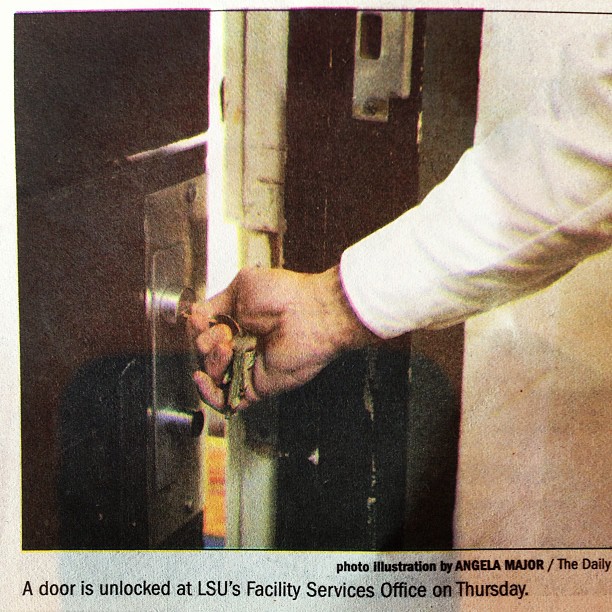 photo illustration by ANGELA MAJOR / The Daily
A door is unlocked at LSU's Facility Services Office on Thursday.